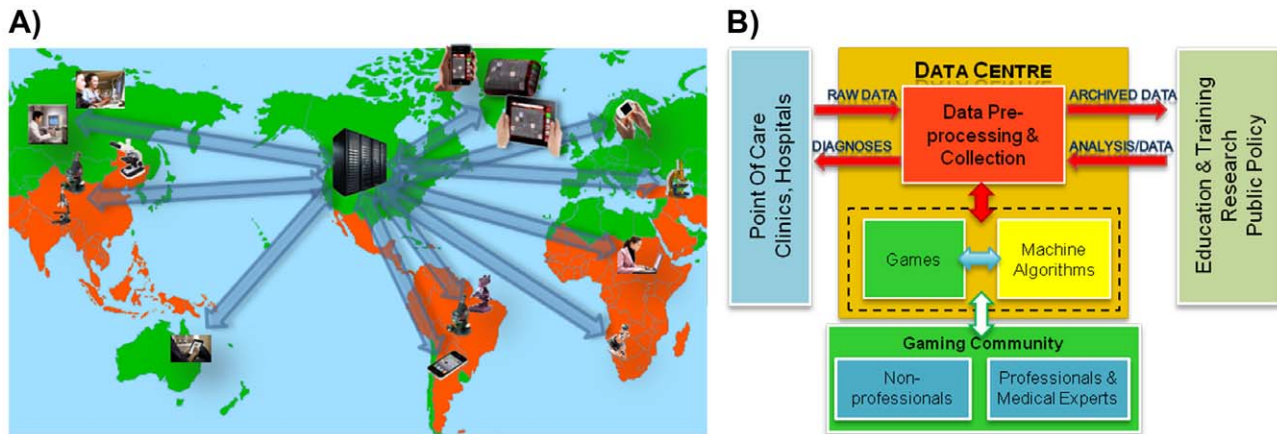 A)
B)
Point Of Care
Clinics, Hospitals
DATA CENTRE
RAW DATA
DIAGNOSES
Data Pre-
processing &
Collection
ARCHIVED DATA
ANALYSIS/DATA
Games
Machine
Algorithms
Gaming Community
Non-
professionals
Professionals &
Medical Experts
Education & Training
Research
Public Policy